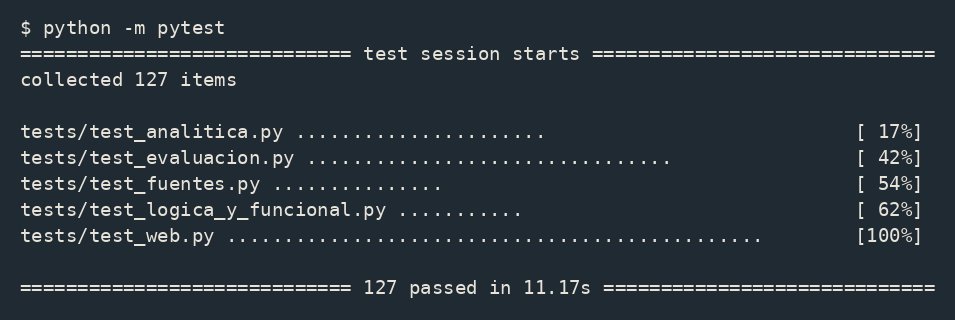 $ python -m pytest
============================= test session starts ==============================
collected 127 items
tests/test_analitica.py ...................... [ 17%]
tests/test_evaluacion.py ................................ [ 42%]
tests/test_fuentes.py ............... [ 54%]
tests/test_logica_y_funcional.py ........... [ 62%]
tests/test_web.py ............................................... [100%]
============================= 127 passed in 11.17s =============================